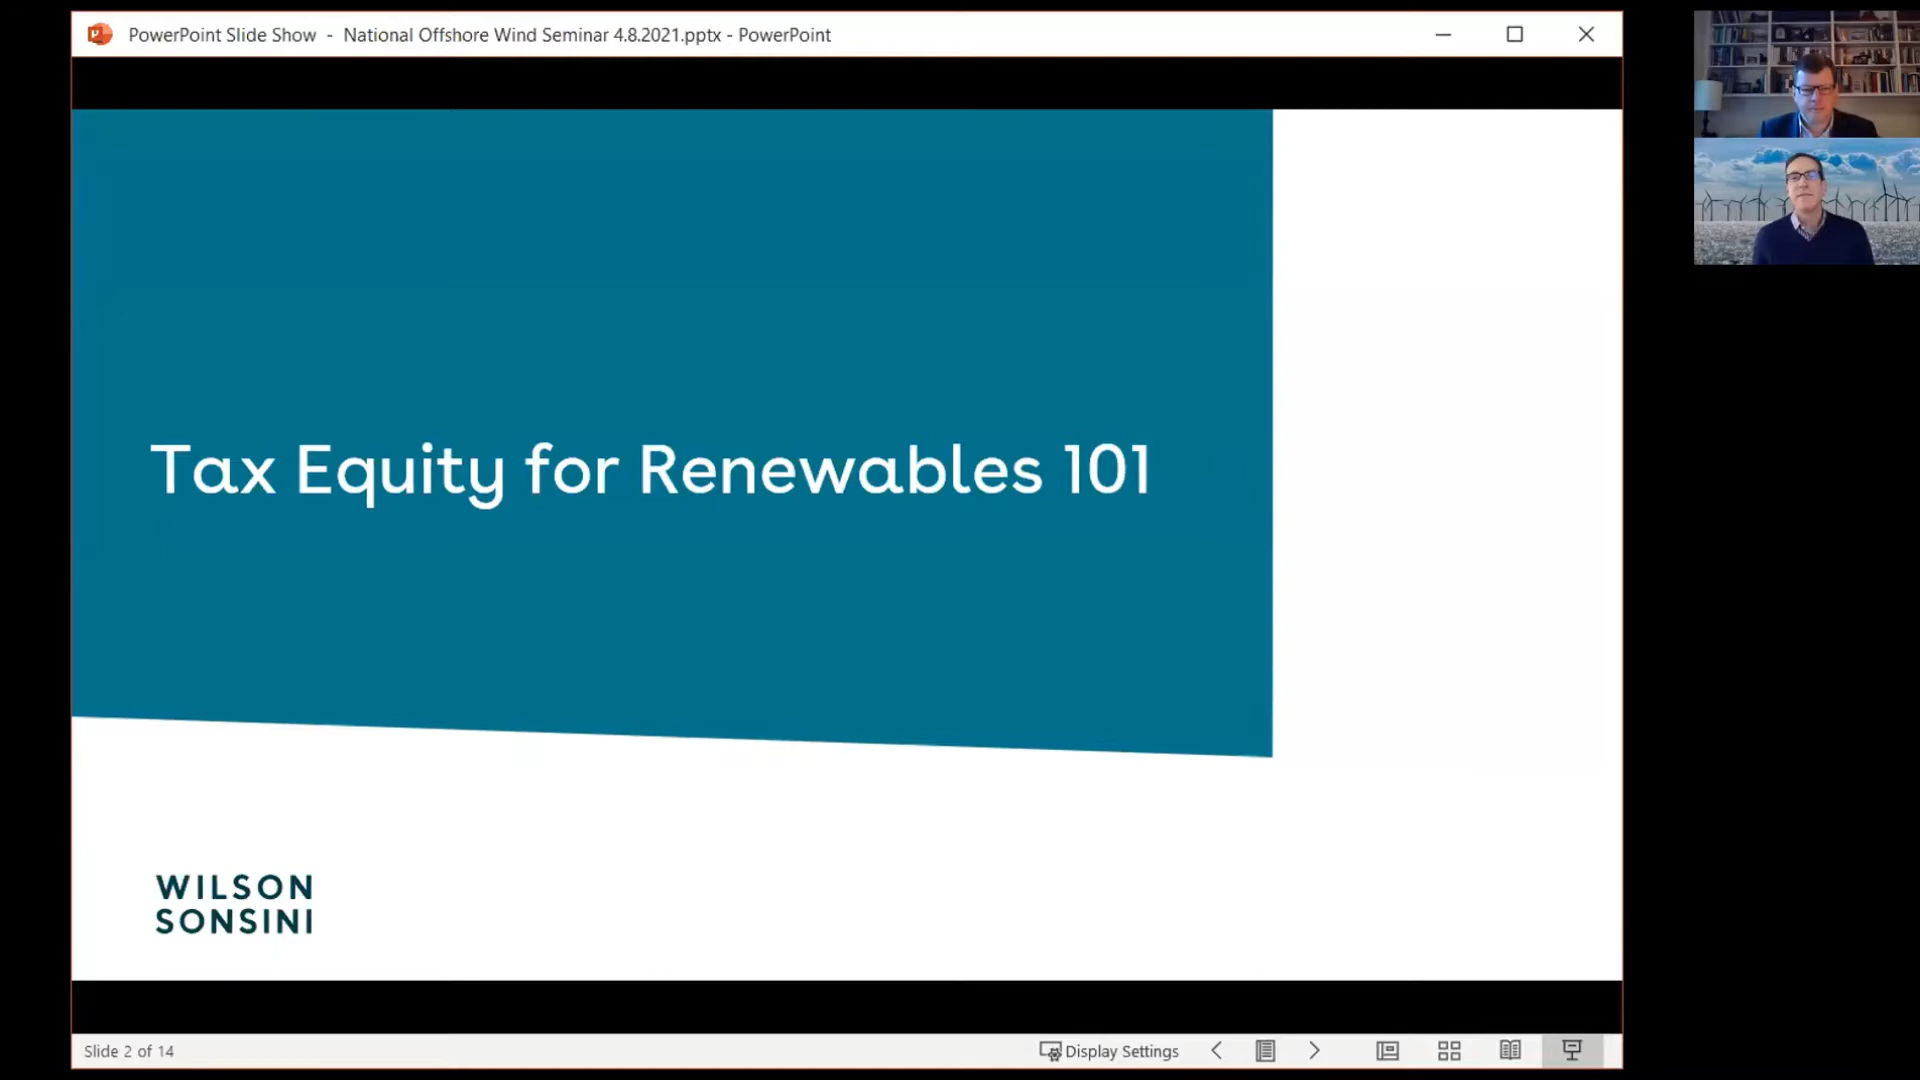 PowerPoint Slide Show - National Offshore Wind Seminar 4.8.2021.pptx - PowerPoint
Tax Equity for Renewables 101
WILSON
SONSINI
Slide 2 of 14
Display Settings